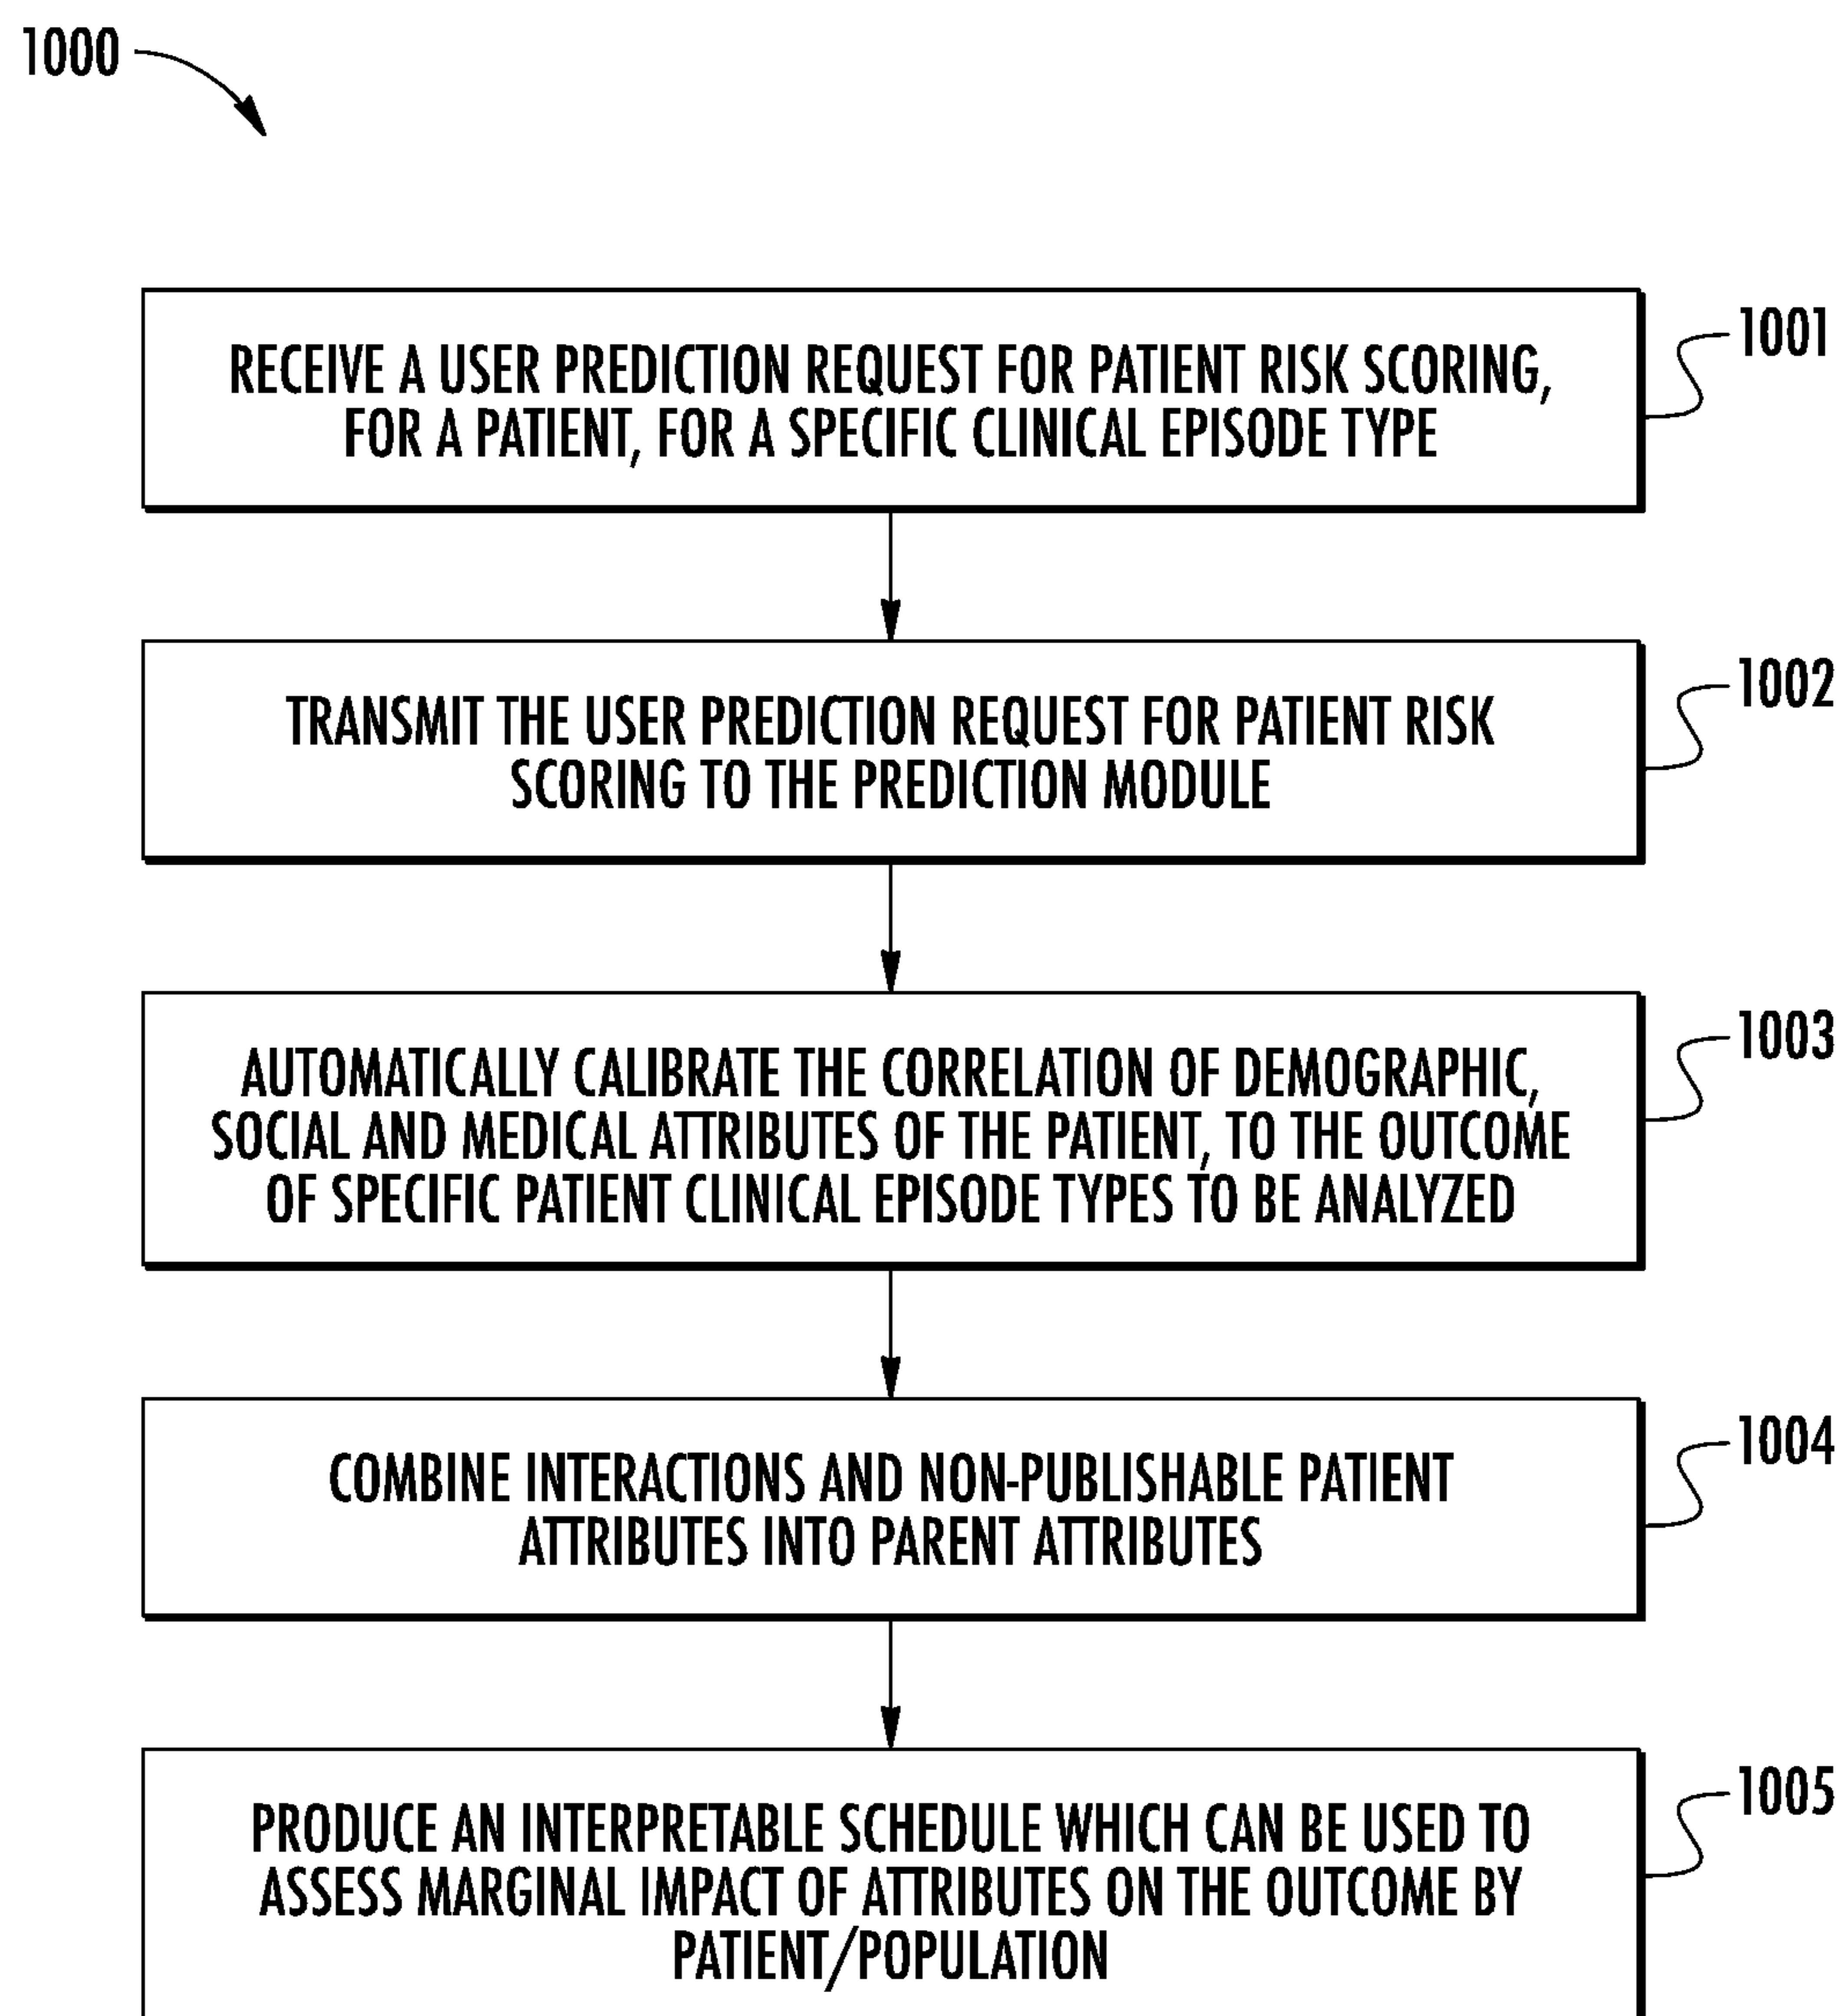 1000
RECEIVE A USER PREDICTION REQUEST FOR PATIENT RISK SCORING,
FOR A PATIENT, FOR A SPECIFIC CLINICAL EPISODE TYPE
1001
TRANSMIT THE USER PREDICTION REQUEST FOR PATIENT RISK
SCORING TO THE PREDICTION MODULE
1002
AUTOMATICALLY CALIBRATE THE CORRELATION OF DEMOGRAPHIC,
SOCIAL AND MEDICAL ATTRIBUTES OF THE PATIENT, TO THE OUTCOME
OF SPECIFIC PATIENT CLINICAL EPISODE TYPES TO BE ANALYZED
1003
COMBINE INTERACTIONS AND NON-PUBLISHABLE PATIENT
ATTRIBUTES INTO PARENT ATTRIBUTES
1004
PRODUCE AN INTERPRETABLE SCHEDULE WHICH CAN BE USED TO
ASSESS MARGINAL IMPACT OF ATTRIBUTES ON THE OUTCOME BY
PATIENT/POPULATION
1005